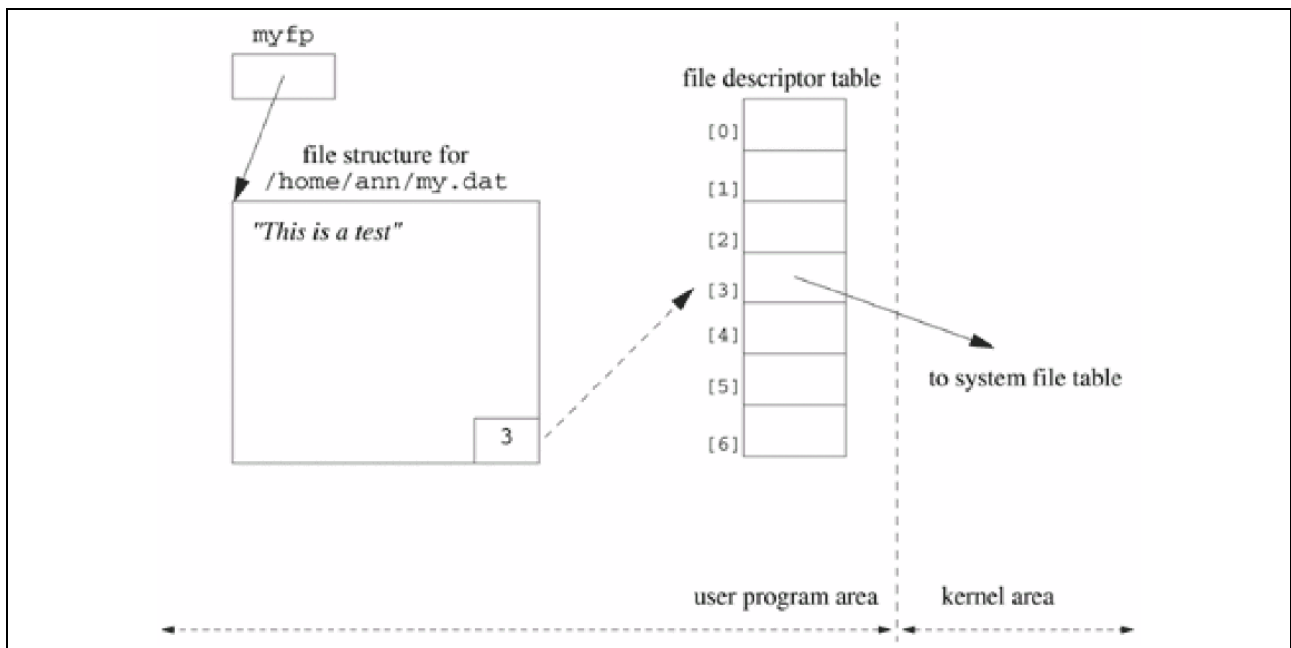 myfp
file descriptor table
[0]
file structure for
/home/ann/my.dat
[1]
"This is a test"
[2]
[3]
[4]
to system file table
[5]
3
[6]
user program area
kernel area